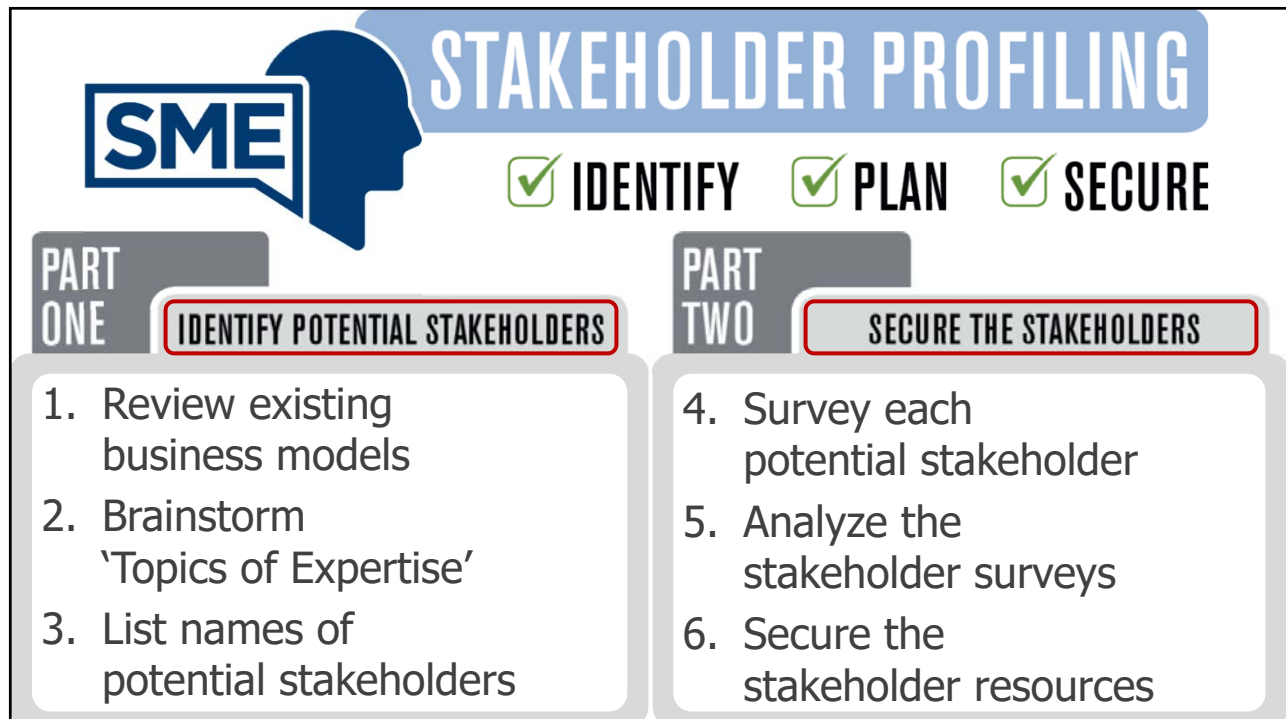 STAKEHOLDER PROFILING
SME
IDENTIFY PLAN SECURE
PART
ONE
IDENTIFY POTENTIAL STAKEHOLDERS
1. Review existing
business models
2. Brainstorm
‘Topics of Expertise’
3. List names of
potential stakeholders
PART
TWO
SECURE THE STAKEHOLDERS
4. Survey each
potential stakeholder
5. Analyze the
stakeholder surveys
6. Secure the
stakeholder resources